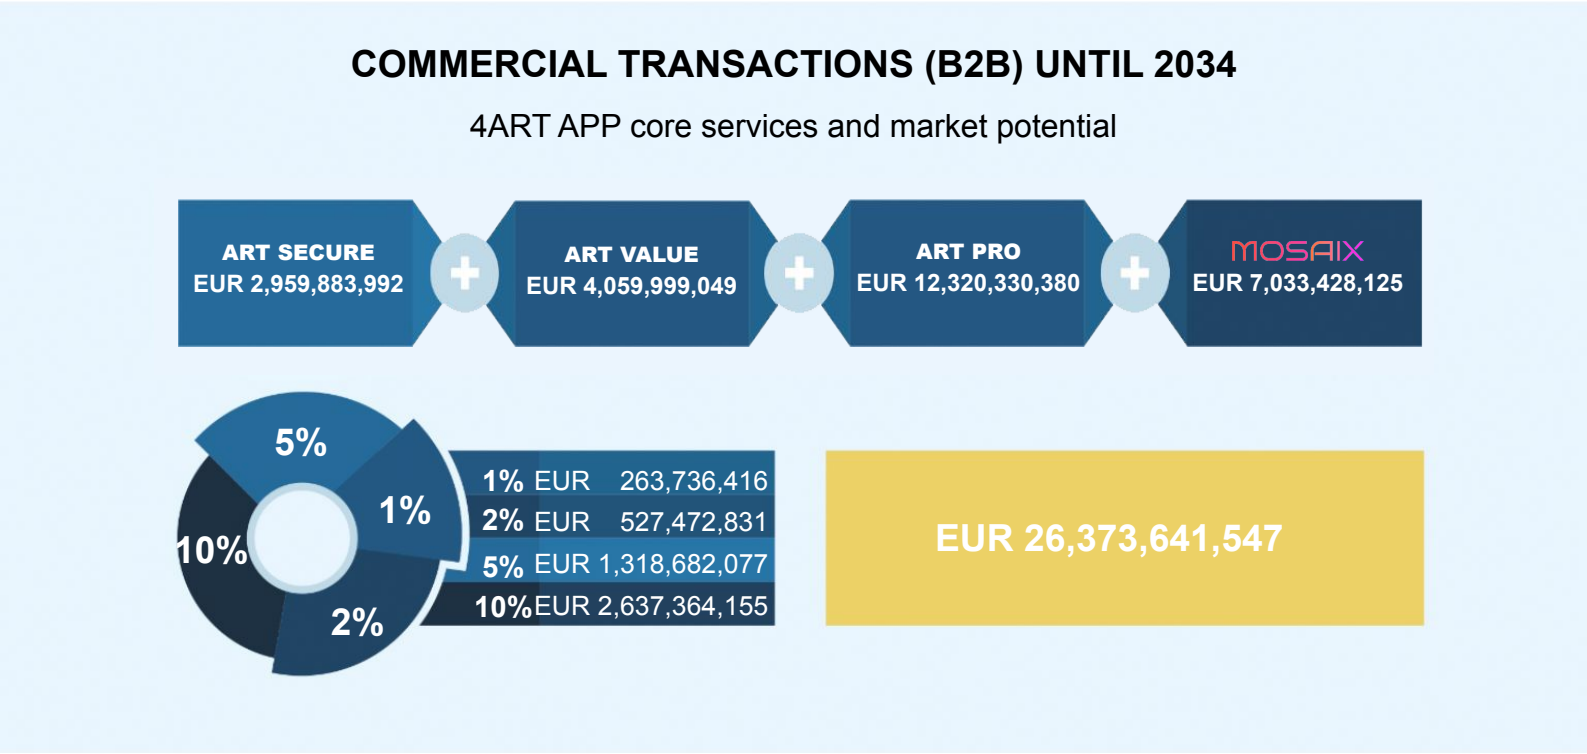 COMMERCIAL TRANSACTIONS (B2B) UNTIL 2034
4ART APP core services and market potential
ART SECURE
EUR 2,959,883,992
ART VALUE
EUR 4,059,999,049
ART PRO
EUR 12,320,330,380
MOSAIX
EUR 7,033,428,125
5%
1%
10%
2%
1% EUR 263,736,416
2% EUR 527,472,831
5% EUR 1,318,682,077
10% EUR 2,637,364,155
EUR 26,373,641,547